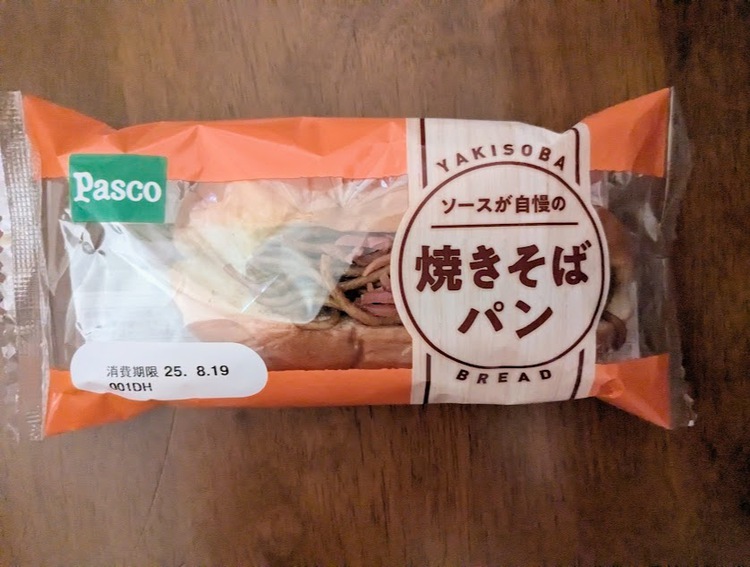 Pasco
YAKISOBA
ソースが自慢の
焼きそば
パン
BREAD
消費期限 25. 8.19
001DH